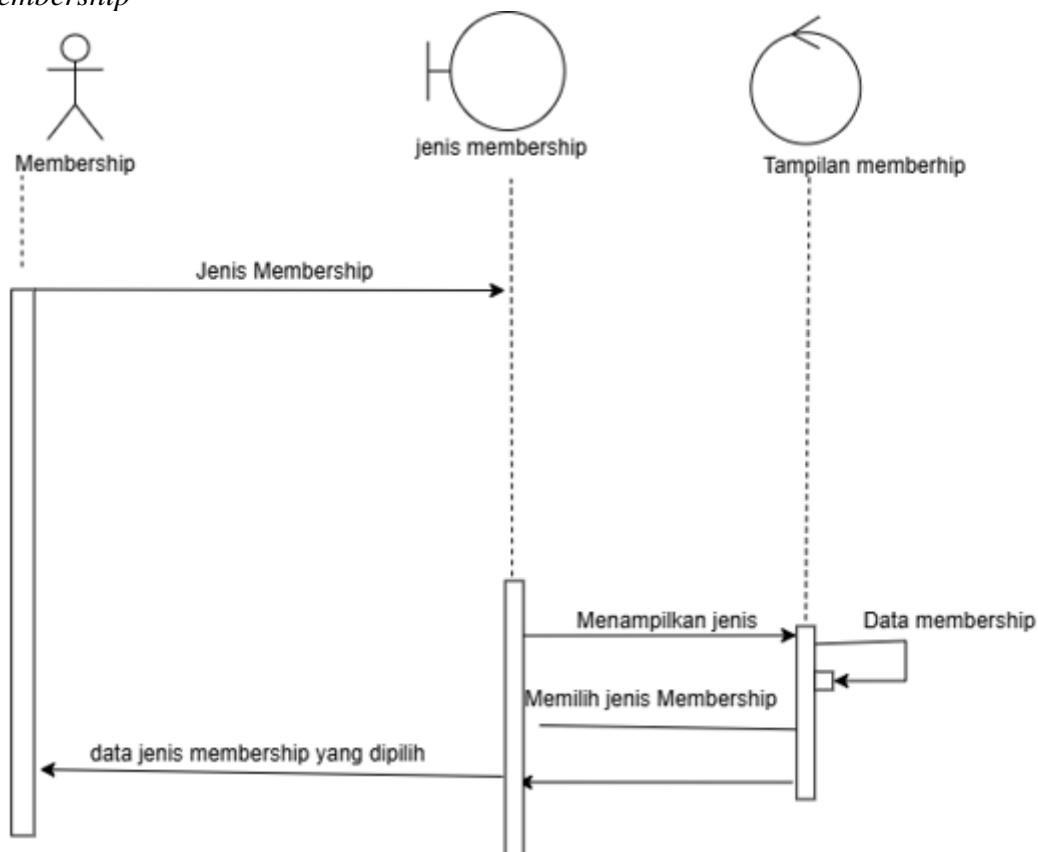 embership
Membership
jenis membership
Tampilan memberhip
Jenis Membership
Menampilkan jenis
Data membership
Memilih jenis Membership
data jenis membership yang dipilih